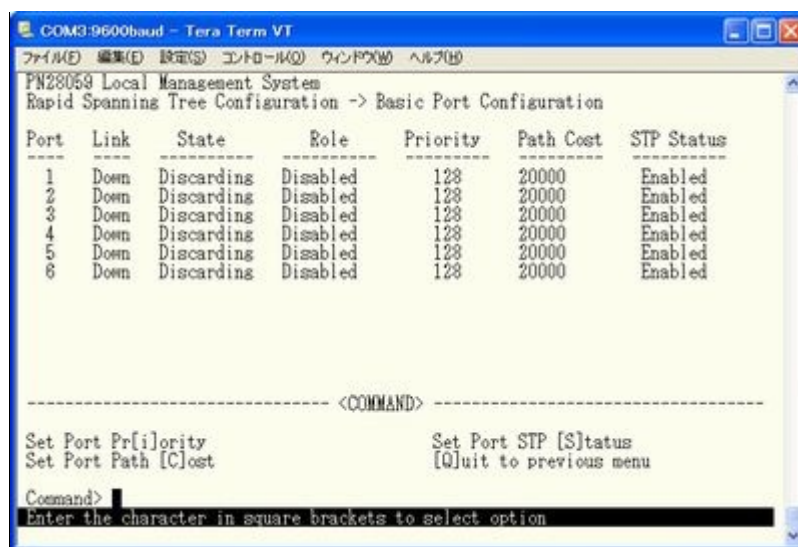 COM3:9600baud - Tera Term VT
ファイル(F) 編集(E) 設定(S) コントロール(O) ウィンドウ(W) ヘルプ(H)
PN28059 Local Management System
Rapid Spanning Tree Configuration -> Basic Port Configuration
Port Link State Role Priority Path Cost STP Status
---- ---- ---------- ---------- --------- --------- ----------
1 Down Discarding Disabled 128 20000 Enabled
2 Down Discarding Disabled 128 20000 Enabled
3 Down Discarding Disabled 128 20000 Enabled
4 Down Discarding Disabled 128 20000 Enabled
5 Down Discarding Disabled 128 20000 Enabled
6 Down Discarding Disabled 128 20000 Enabled
-------------------------------- <COMMAND> -----------------------------------
Set Port Pr[i]ority Set Port STP [S]tatus
Set Port Path [C]ost [Q]uit to previous menu
Command>
Enter the character in square brackets to select option